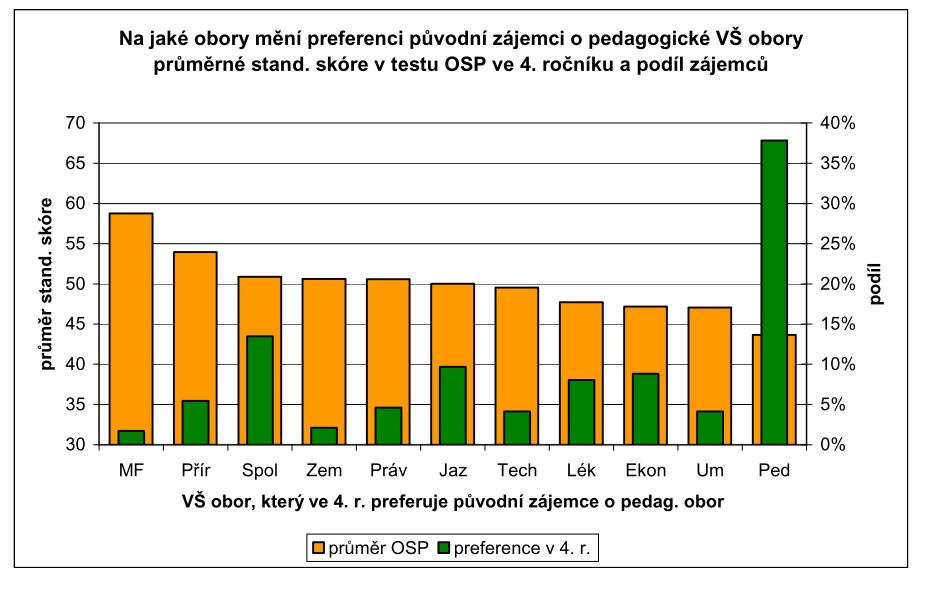 Na jaké obory mění preferenci původní zájemci o pedagogické VŠ obory
průměrné stand. skóre v testu OSP ve 4. ročníku a podíl zájemců
70
65
60
55
50
45
40
35
30
průměr stand. skóre
40%
35%
30%
25%
20%
15%
10%
5%
0%
podíl
MF Přír Spol Zem Práv Jaz Tech Lék Ekon Um Ped
VŠ obor, který ve 4. r. preferuje původní zájemce o pedag. obor
průměr OSP preference v 4. r.